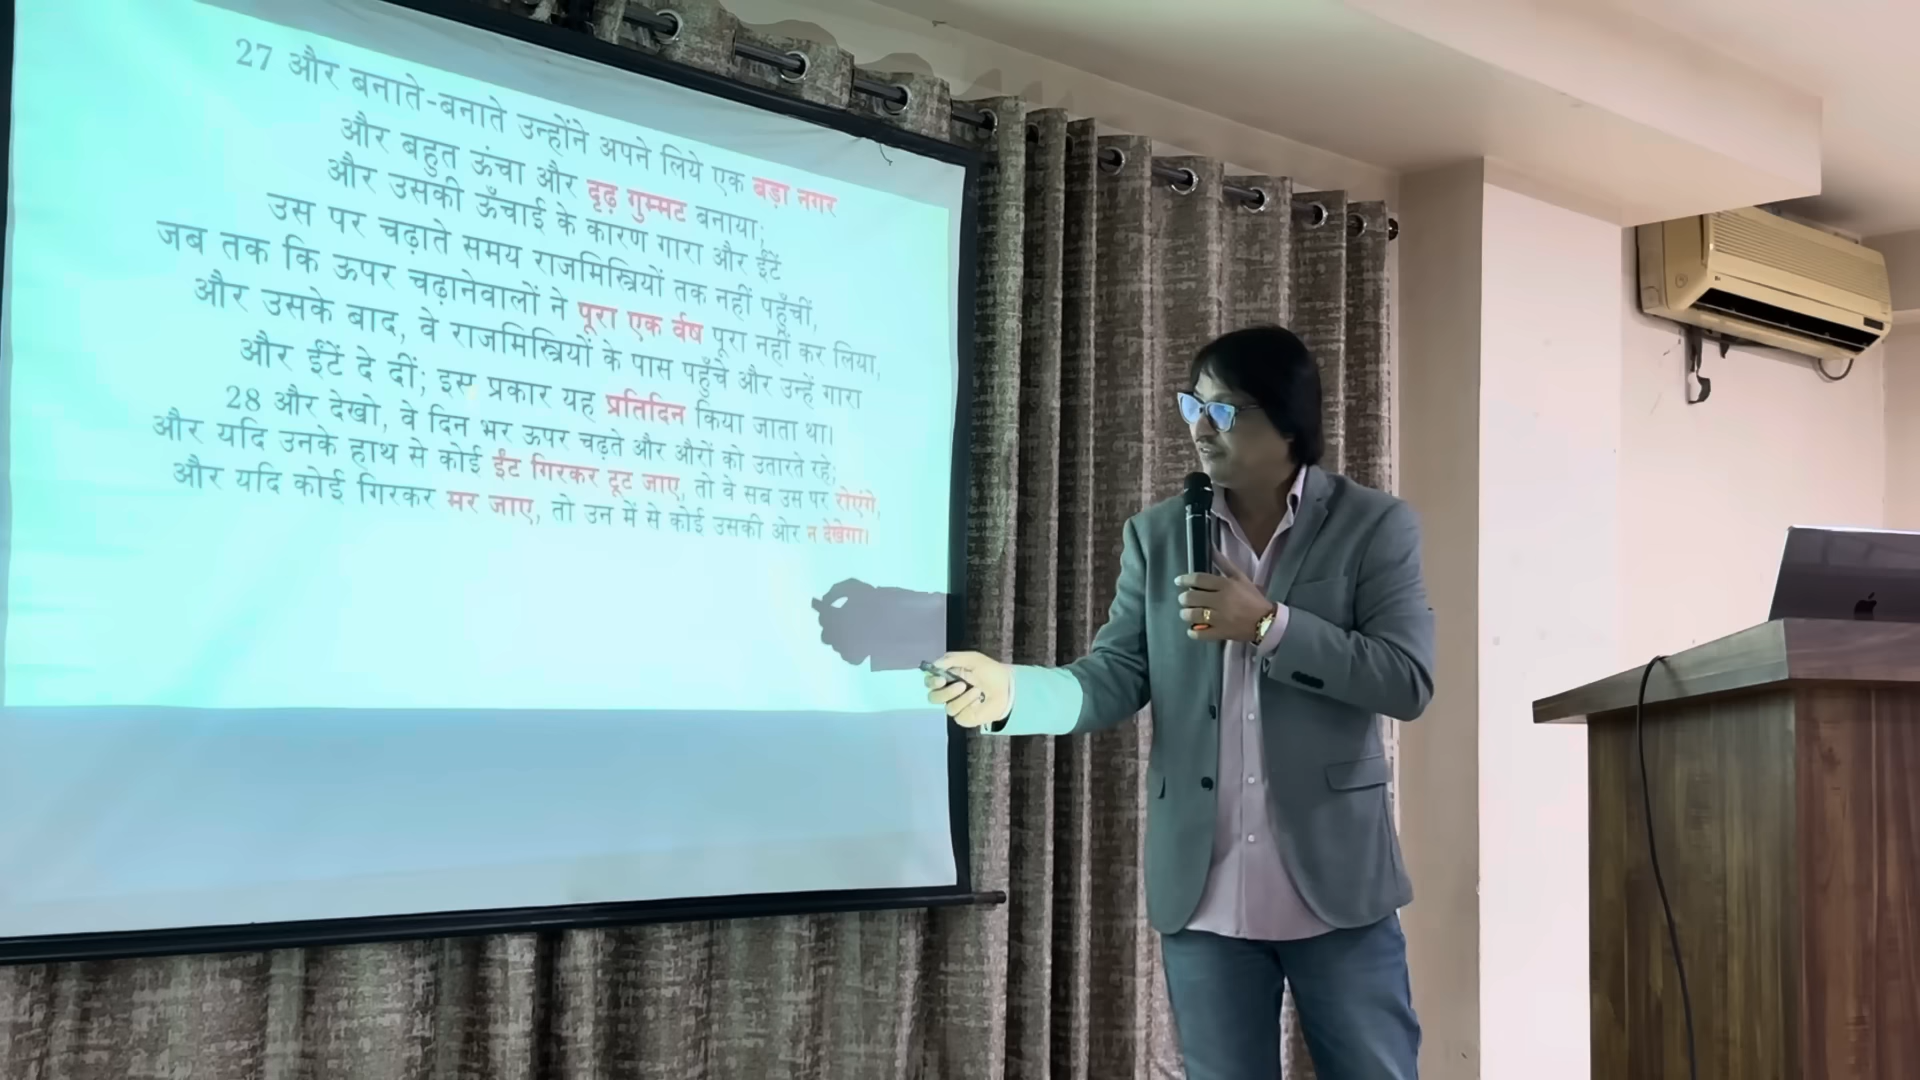 27 और बनाते-बनाते उन्होंने अपने लिये एक बड़ा नगर
और बहुत ऊंचा और दृढ़ गुम्मट बनाया;
और उसकी ऊँचाई के कारण गारा और ईंटें
उस पर चढ़ाते समय राजमिस्त्रियों तक नहीं पहुँचीं,
जब तक कि ऊपर चढ़ानेवालों ने पूरा एक र्वष पूरा नहीं कर लिया,
और उसके बाद, वे राजमिस्त्रियों के पास पहुँचे और उन्हें गारा
और ईंटें दे दीं; इस प्रकार यह प्रतिदिन किया जाता था।
28 और देखो, वे दिन भर ऊपर चढ़ते और औरों को उतारते रहे;
और यदि उनके हाथ से कोई ईंट गिरकर टूट जाए, तो वे सब उस पर रोएंगे,
और यदि कोई गिरकर मर जाए, तो उन में से कोई उसकी ओर न देखेगा।